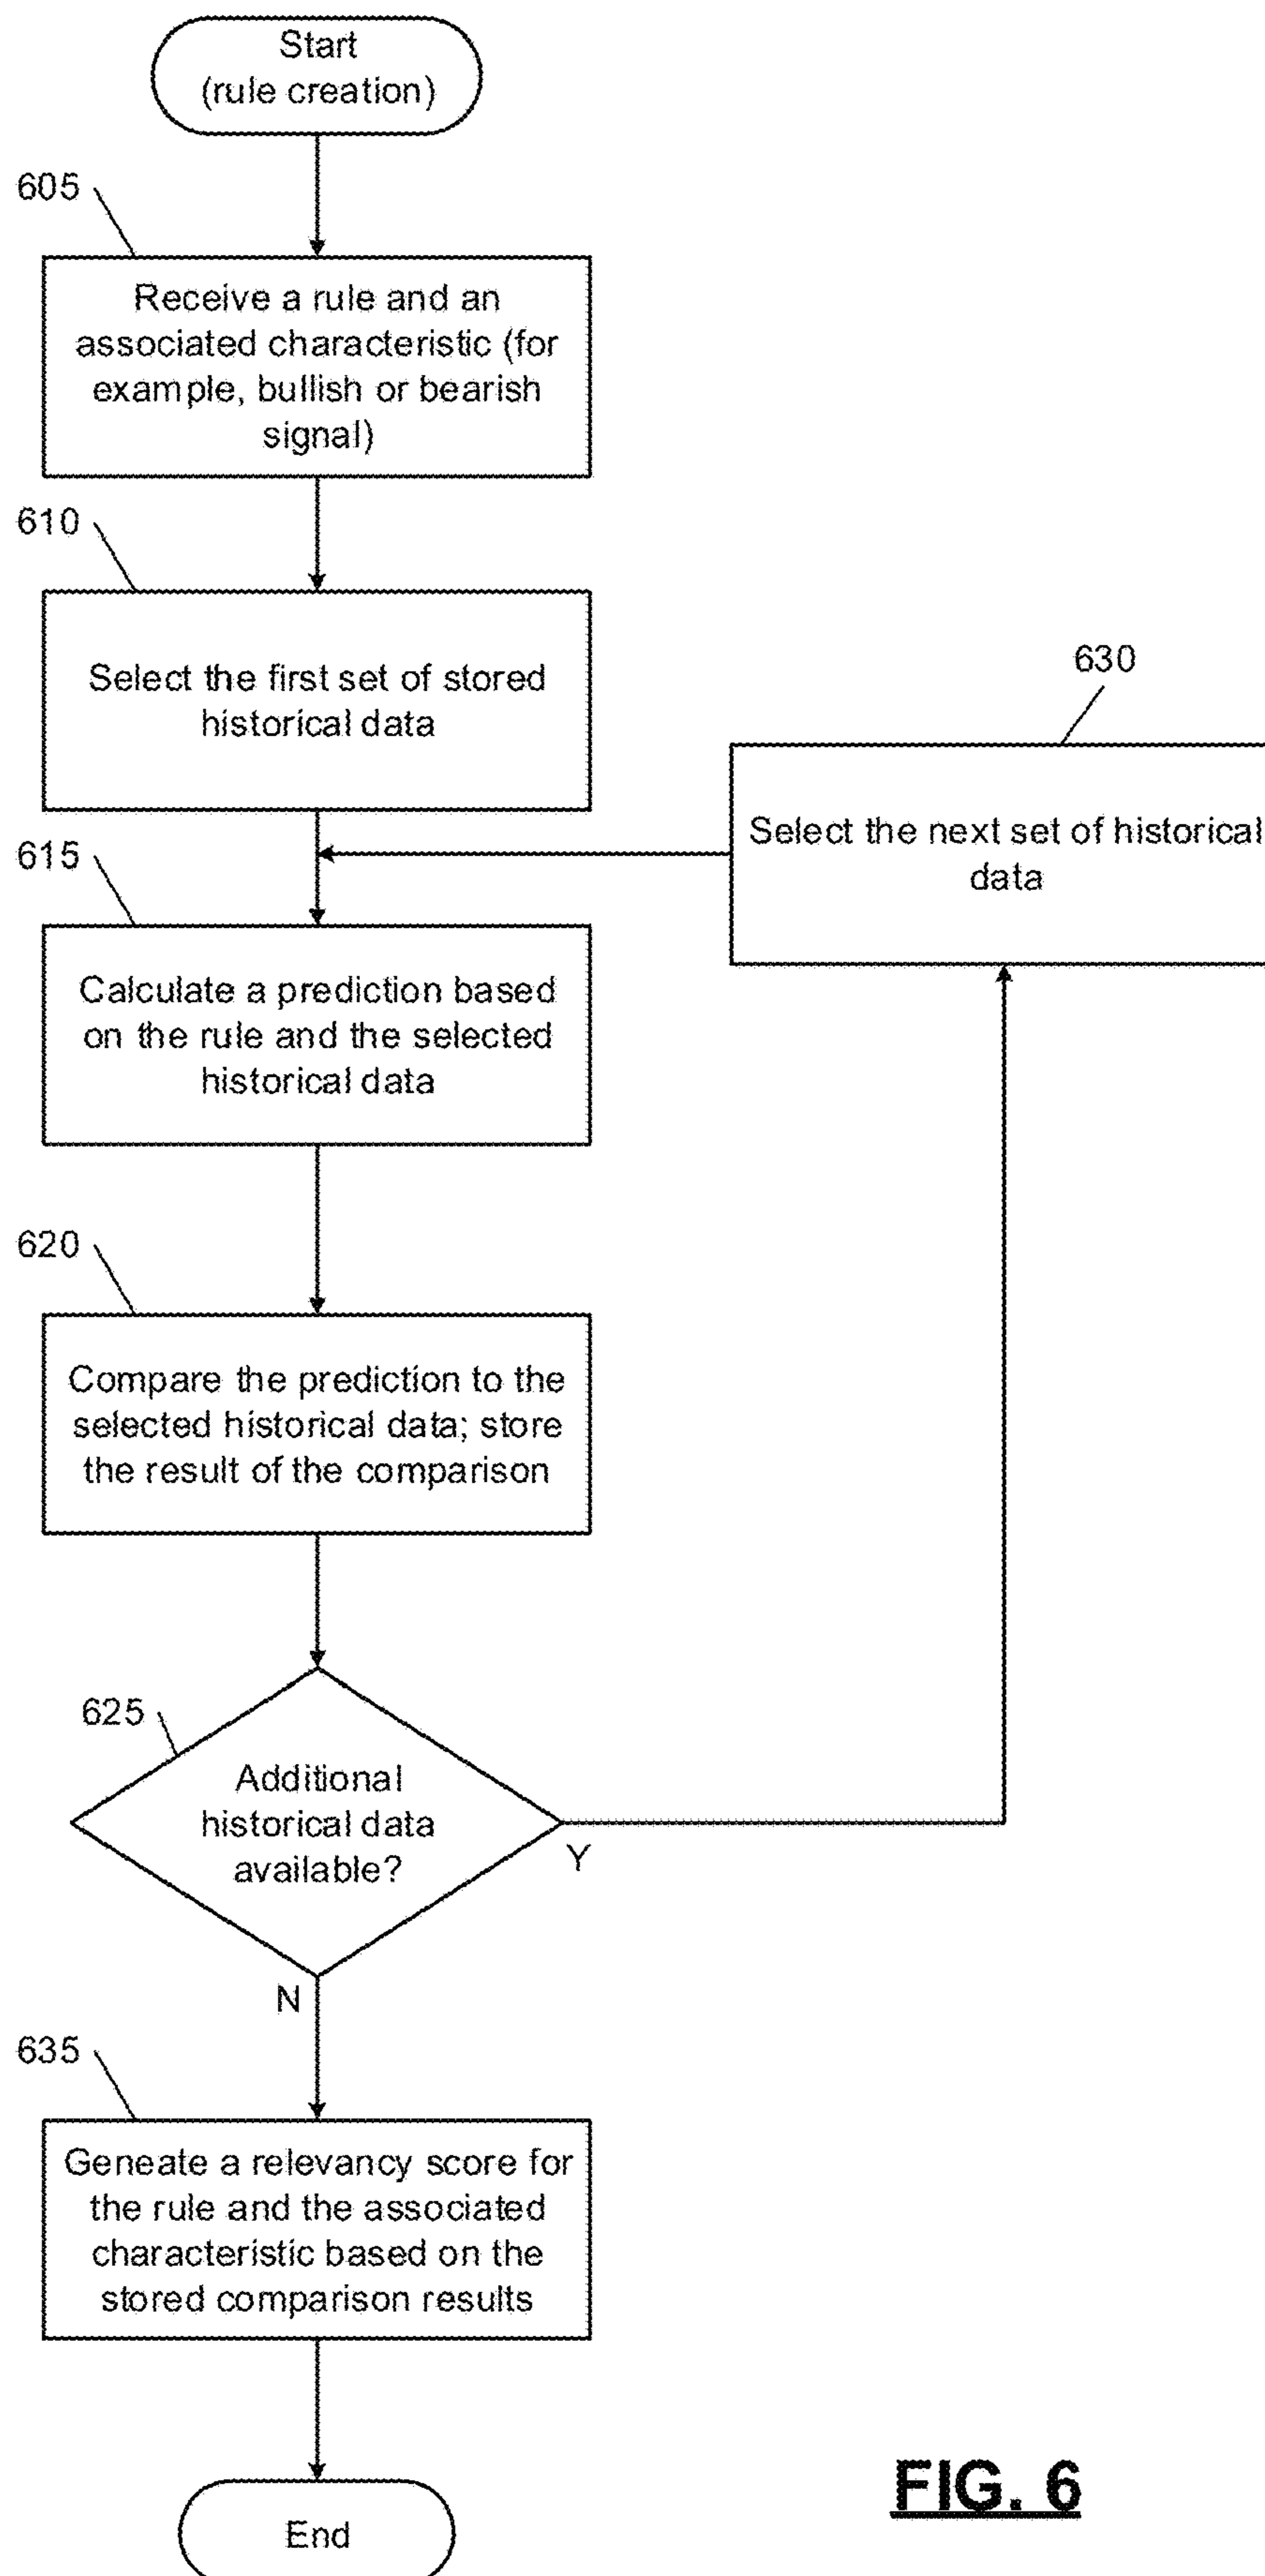 Start
(rule creation)
605
Receive a rule and an
associated characteristic (for
example, bullish or bearish
signal)
610
Select the first set of stored
historical data
630
Select the next set of historical
data
615
Calculate a prediction based
on the rule and the selected
historical data
620
Compare the prediction to the
selected historical data; store
the result of the comparison
625
Additional
historical data
available?
Y
N
635
Geneate a relevancy score for
the rule and the associated
characteristic based on the
stored comparison results
End
FIG. 6